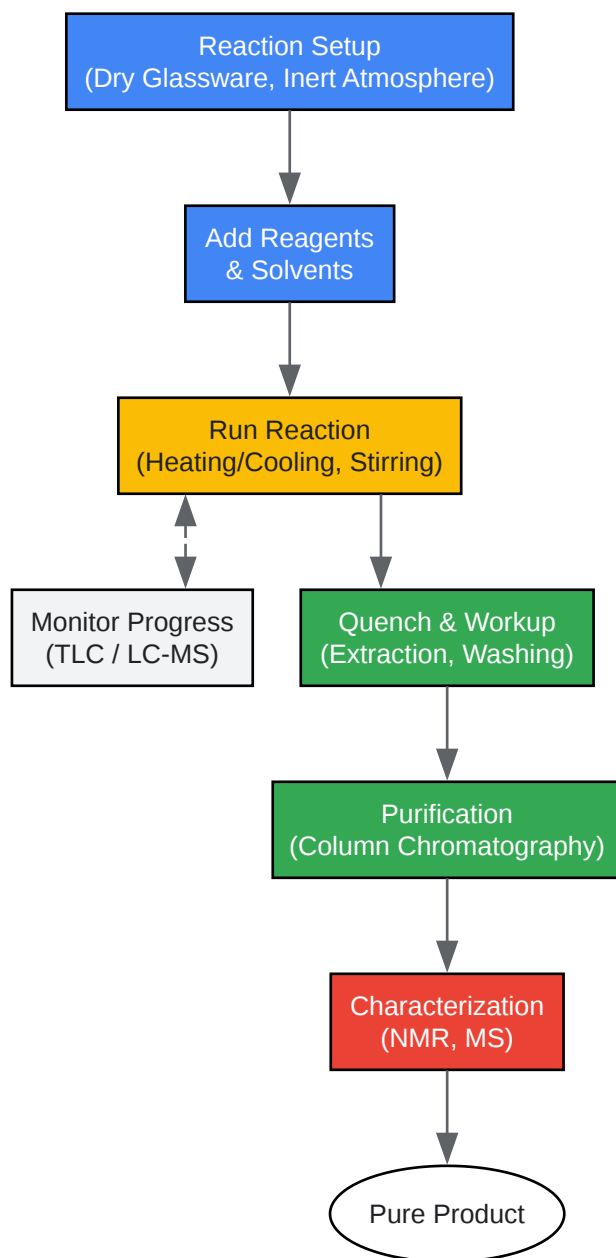 Reaction Setup
(Dry Glassware, Inert Atmosphere)
Add Reagents
& Solvents
Run Reaction
(Heating/Cooling, Stirring)
Monitor Progress
(TLC / LC-MS)
Quench & Workup
(Extraction, Washing)
Purification
(Column Chromatography)
Characterization
(NMR, MS)
Pure Product